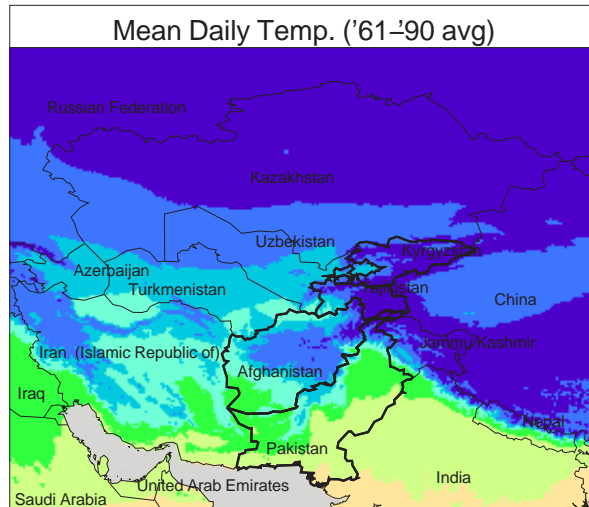 Mean Daily Temp. ('61–'90 avg)
Russian Federation
Kazakhstan
Uzbekistan
Kyrgyzstan
Azerbaijan
Turkmenistan
Tajikistan
China
Iran (Islamic Republic of)
Jammu/Kashmir
Afghanistan
Iraq
Nepal
Pakistan
India
United Arab Emirates
Saudi Arabia